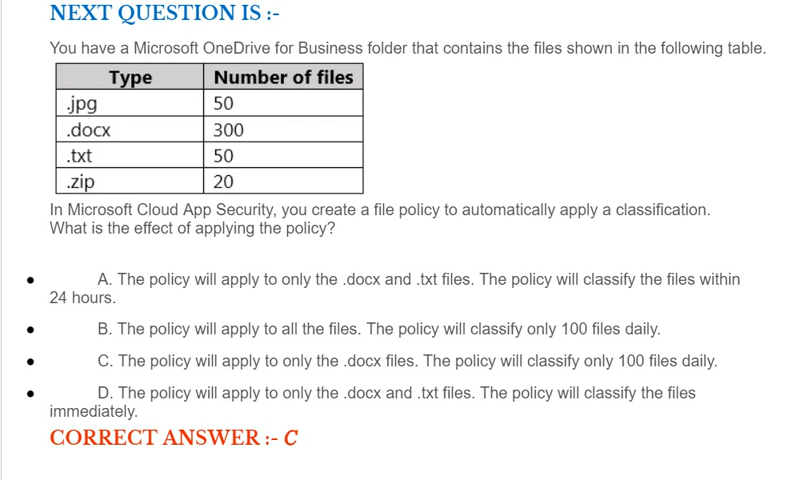 NEXT QUESTION IS :-
You have a Microsoft OneDrive for Business folder that contains the files shown in the following table.
Type Number of files
.jpg 50
.docx 300
.txt 50
.zip 20
In Microsoft Cloud App Security, you create a file policy to automatically apply a classification.
What is the effect of applying the policy?
• A. The policy will apply to only the .docx and .txt files. The policy will classify the files within
24 hours.
• B. The policy will apply to all the files. The policy will classify only 100 files daily.
• C. The policy will apply to only the .docx files. The policy will classify only 100 files daily.
• D. The policy will apply to only the .docx and .txt files. The policy will classify the files
immediately.
CORRECT ANSWER :- C